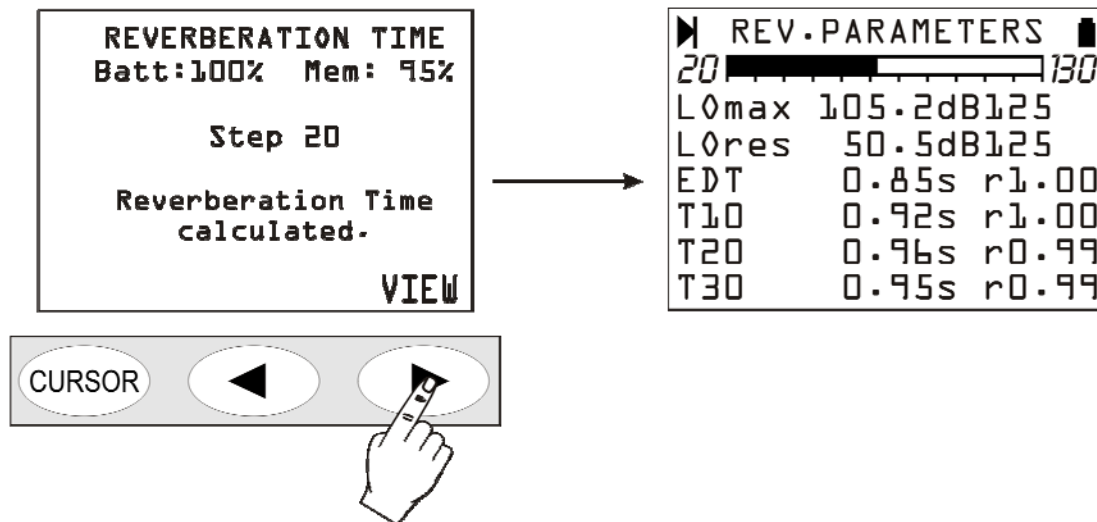 REVERBERATION TIME
Batt:100% Mem: 95%
Step 20
Reverberation Time
calculated.
VIEW
CURSOR
REV.PARAMETERS
20 130
L0max 105.2dB125
L0res 50.5dB125
EDT 0.85s r1.00
T10 0.92s r1.00
T20 0.96s r0.99
T30 0.95s r0.99